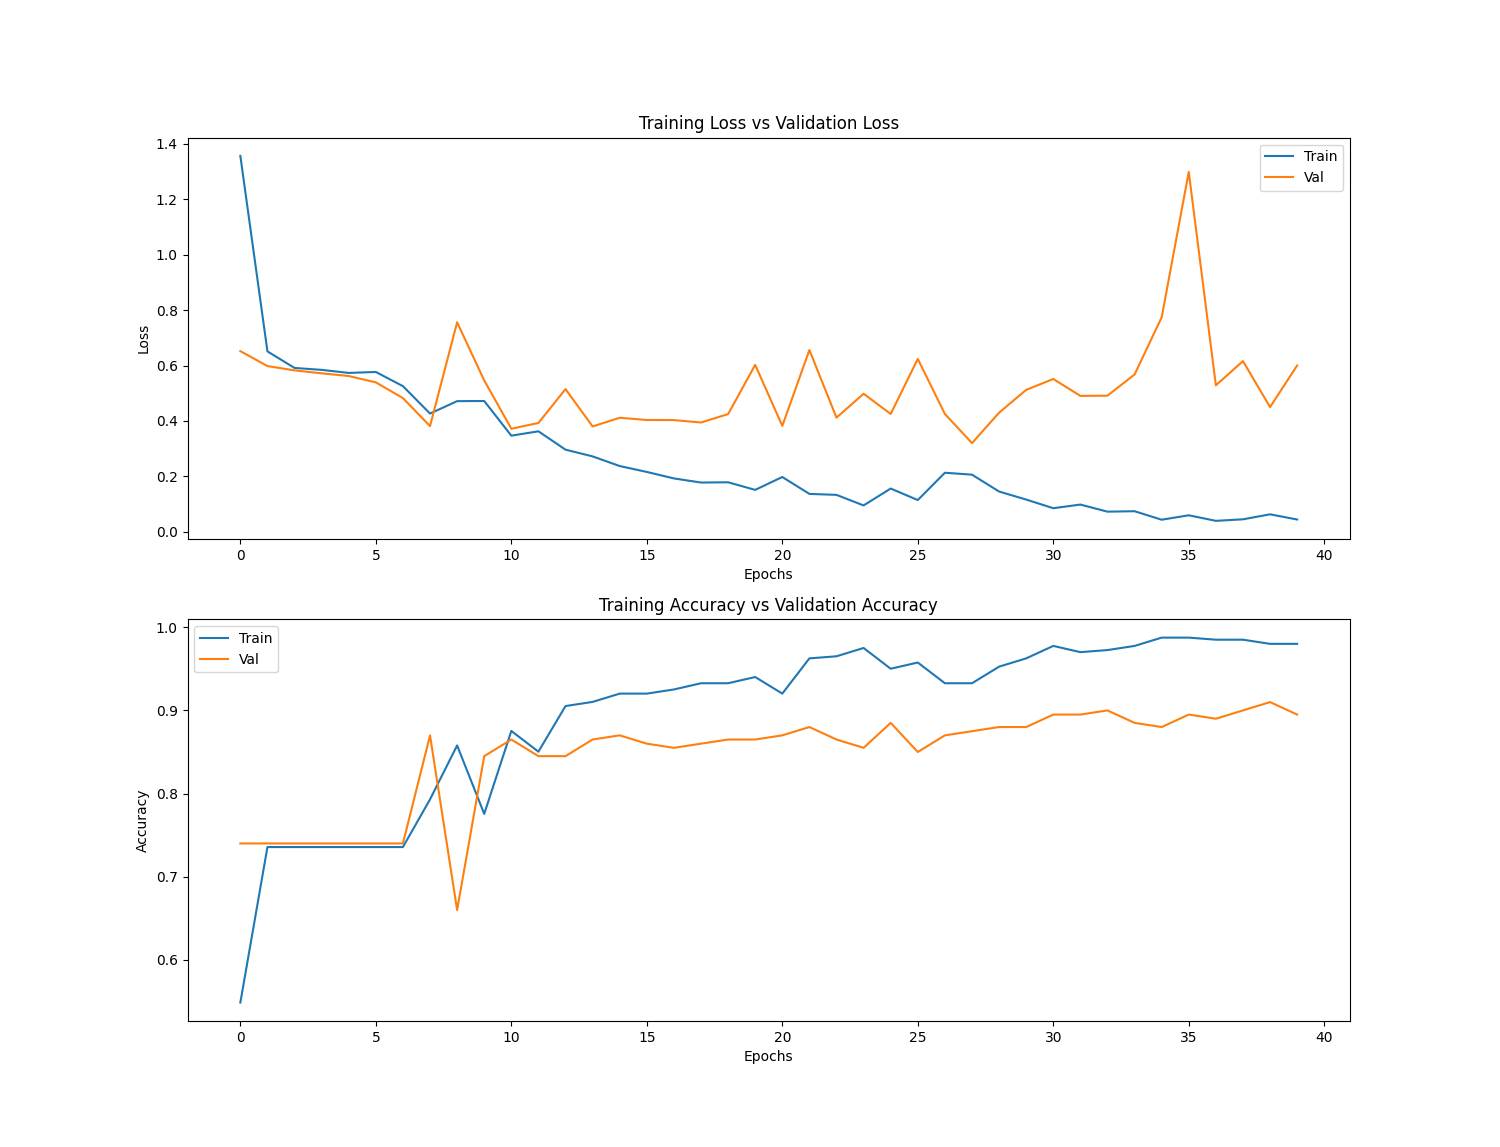 Training Loss vs Validation Loss
1.4
1.2
1.0
0.8
0.6
0.4
0.2
0.0
Loss
Train
Val
0 5 10 15 20 25 30 35 40
Epochs
Training Accuracy vs Validation Accuracy
1.0
0.9
0.8
0.7
0.6
Accuracy
Train
Val
0 5 10 15 20 25 30 35 40
Epochs